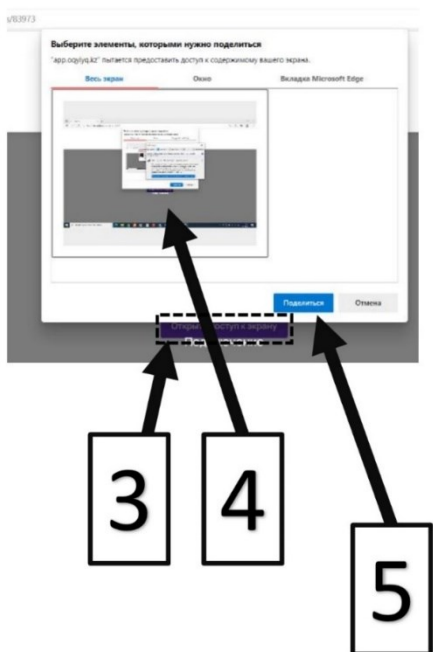 s/83973
Выберите элементы, которыми нужно поделиться
"app.oqylyq.kz" пытается предоставить доступ к содержимому вашего экрана.
Весь экран Окно Вкладка Microsoft Edge
Поделиться Отмена
доступ к экрану
3
4
5